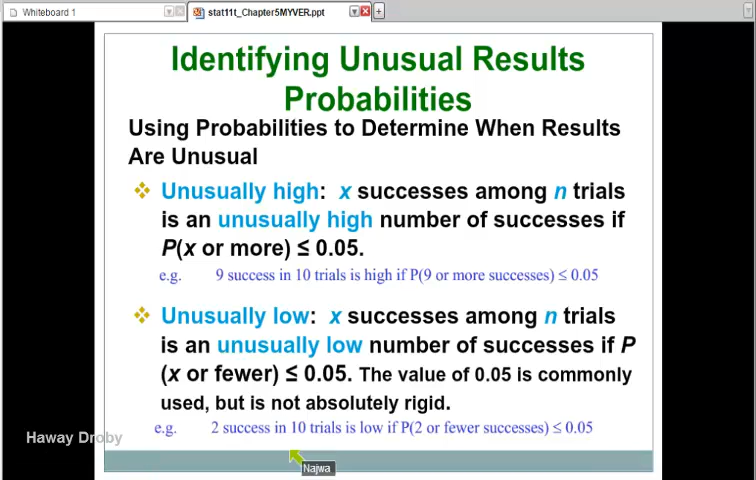 Whiteboard 1
stat11t_Chapter5MYVER.ppt
Identifying Unusual Results
Probabilities
Using Probabilities to Determine When Results
Are Unusual
Unusually high: x successes among n trials
is an unusually high number of successes if
P(x or more) ≤ 0.05.
e.g. 9 success in 10 trials is high if P(9 or more successes) ≤ 0.05
Unusually low: x successes among n trials
is an unusually low number of successes if P
(x or fewer) ≤ 0.05. The value of 0.05 is commonly
used, but is not absolutely rigid.
Haway Droby
e.g. 2 success in 10 trials is low if P(2 or fewer successes) ≤ 0.05
Najwa